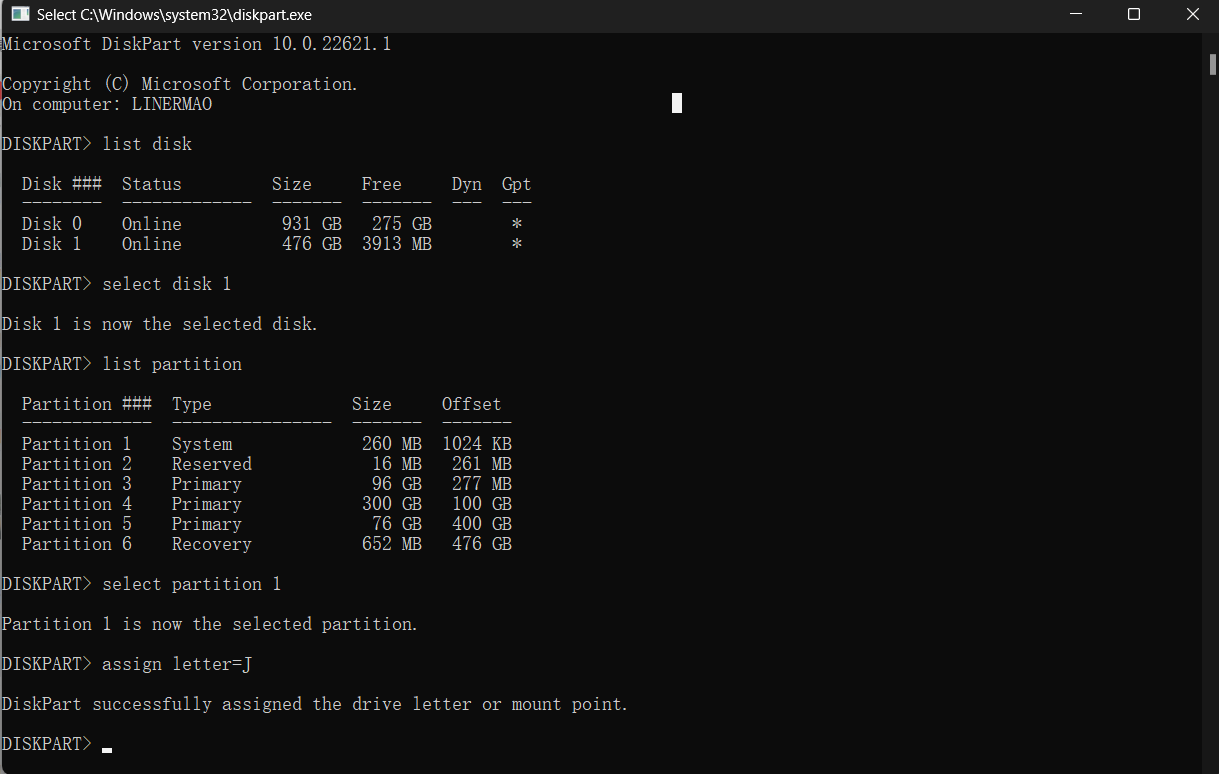 Select C:\Windows\system32\diskpart.exe
Microsoft DiskPart version 10.0.22621.1
Copyright (C) Microsoft Corporation.
On computer: LINERMAO
DISKPART> list disk
  Disk ###  Status         Size     Free     Dyn  Gpt
  --------  -------------  -------  -------  ---  ---
  Disk 0    Online          931 GB   275 GB        *
  Disk 1    Online          476 GB  3913 MB        *
DISKPART> select disk 1
Disk 1 is now the selected disk.
DISKPART> list partition
  Partition ###  Type              Size     Offset
  -------------  ----------------  -------  -------
  Partition 1    System             260 MB  1024 KB
  Partition 2    Reserved            16 MB   261 MB
  Partition 3    Primary             96 GB   277 MB
  Partition 4    Primary            300 GB   100 GB
  Partition 5    Primary             76 GB   400 GB
  Partition 6    Recovery           652 MB   476 GB
DISKPART> select partition 1
Partition 1 is now the selected partition.
DISKPART> assign letter=J
DiskPart successfully assigned the drive letter or mount point.
DISKPART>